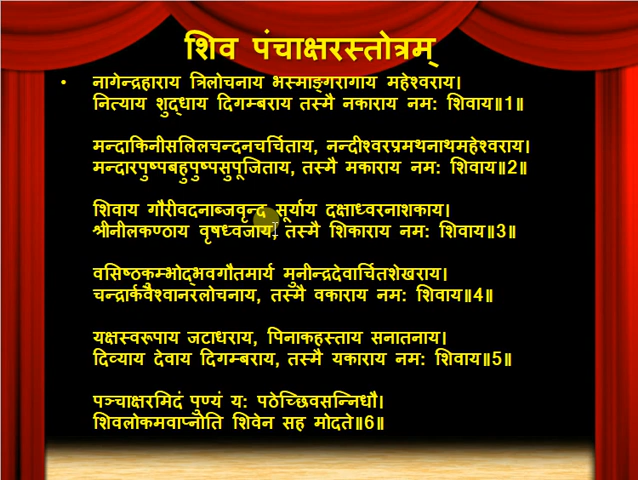 शिव पंचाक्षरस्तोत्रम्
• नागेन्द्रहाराय त्रिलोचनाय भस्माङ्गरागाय महेश्वराय।
नित्याय शुद्धाय दिगम्बराय तस्मै नकाराय नम: शिवाय॥1॥
मन्दाकिनीसलिलचन्दनचर्चिताय, नन्दीश्वरप्रमथनाथमहेश्वराय।
मन्दारपुष्पबहुपुष्पसुपूजिताय, तस्मै मकाराय नम: शिवाय॥2॥
शिवाय गौरीवदनाब्जवृन्द सूर्याय दक्षाध्वरनाशकाय।
श्रीनीलकण्ठाय वृषध्वजाय, तस्मै शिकाराय नम: शिवाय॥3॥
वसिष्ठकुम्भोद्भवगौतमार्य मुनीन्द्रदेवार्चितशेखराय।
चन्द्रार्कवैश्वानरलोचनाय, तस्मै वकाराय नम: शिवाय॥4॥
यक्षस्वरूपाय जटाधराय, पिनाकहस्ताय सनातनाय।
दिव्याय देवाय दिगम्बराय, तस्मै यकाराय नम: शिवाय॥5॥
पञ्चाक्षरमिदं पुण्यं य: पठेच्छिवसन्निधौ।
शिवलोकमवाप्नोति शिवेन सह मोदते॥6॥